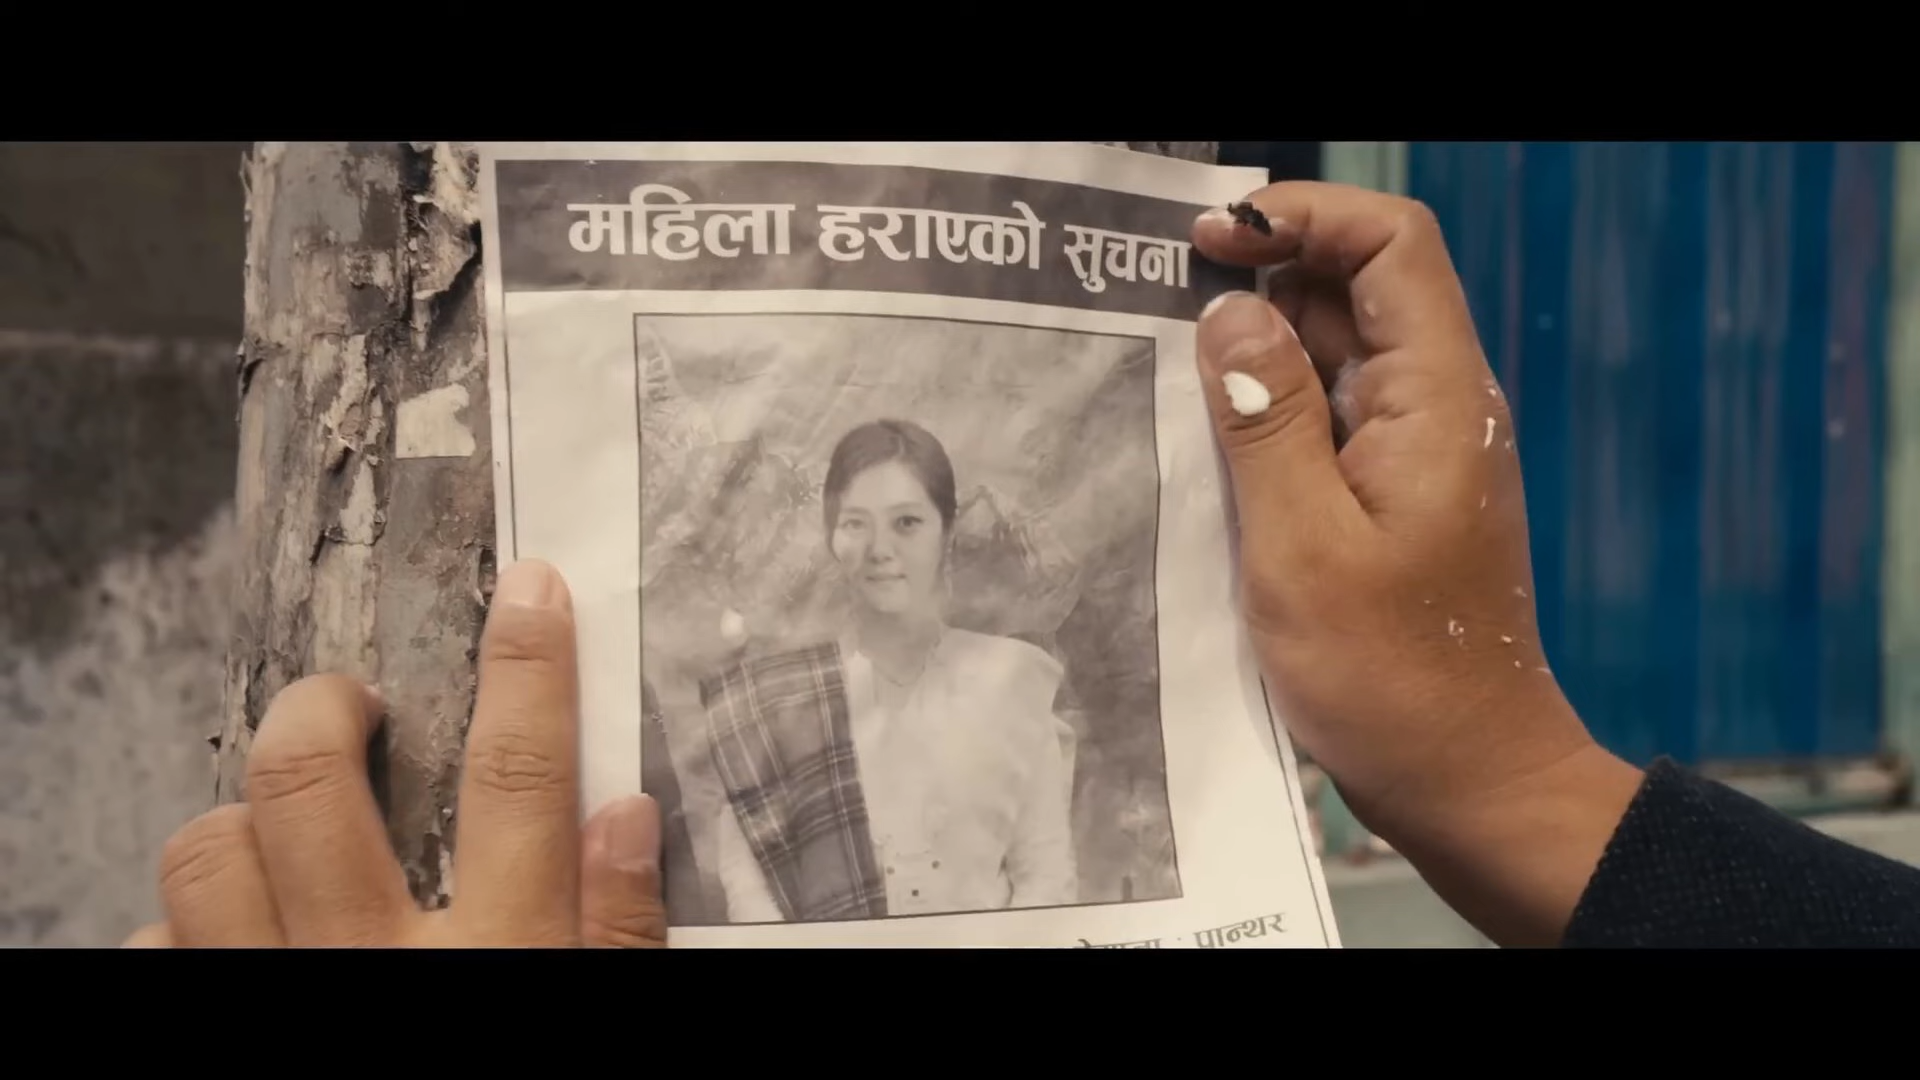 महिला हराएको सुचना
: पान्थर